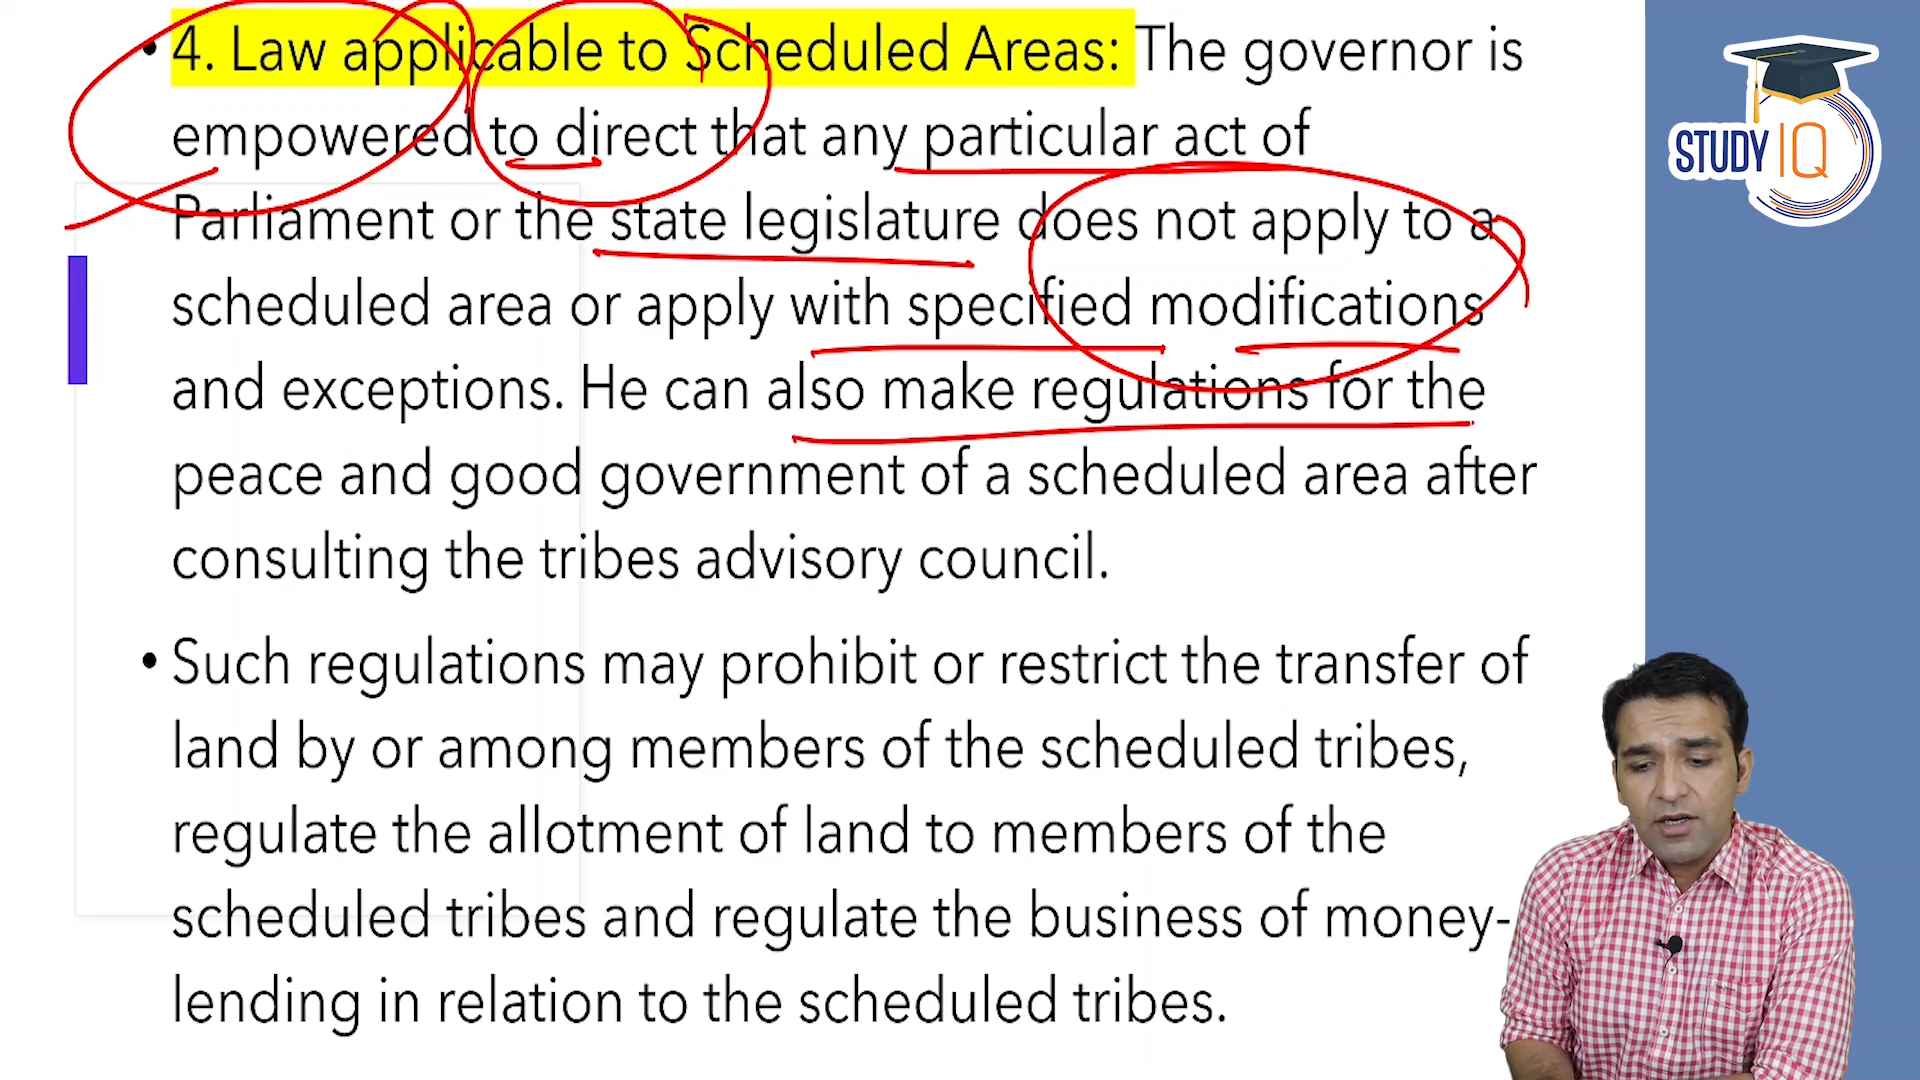 • 4. Law applicable to Scheduled Areas: The governor is
empowered to direct that any particular act of
Parliament or the state legislature does not apply to a
scheduled area or apply with specified modifications
and exceptions. He can also make regulations for the
peace and good government of a scheduled area after
consulting the tribes advisory council.
• Such regulations may prohibit or restrict the transfer of
land by or among members of the scheduled tribes,
regulate the allotment of land to members of the
scheduled tribes and regulate the business of money-
lending in relation to the scheduled tribes.
STUDY IQ